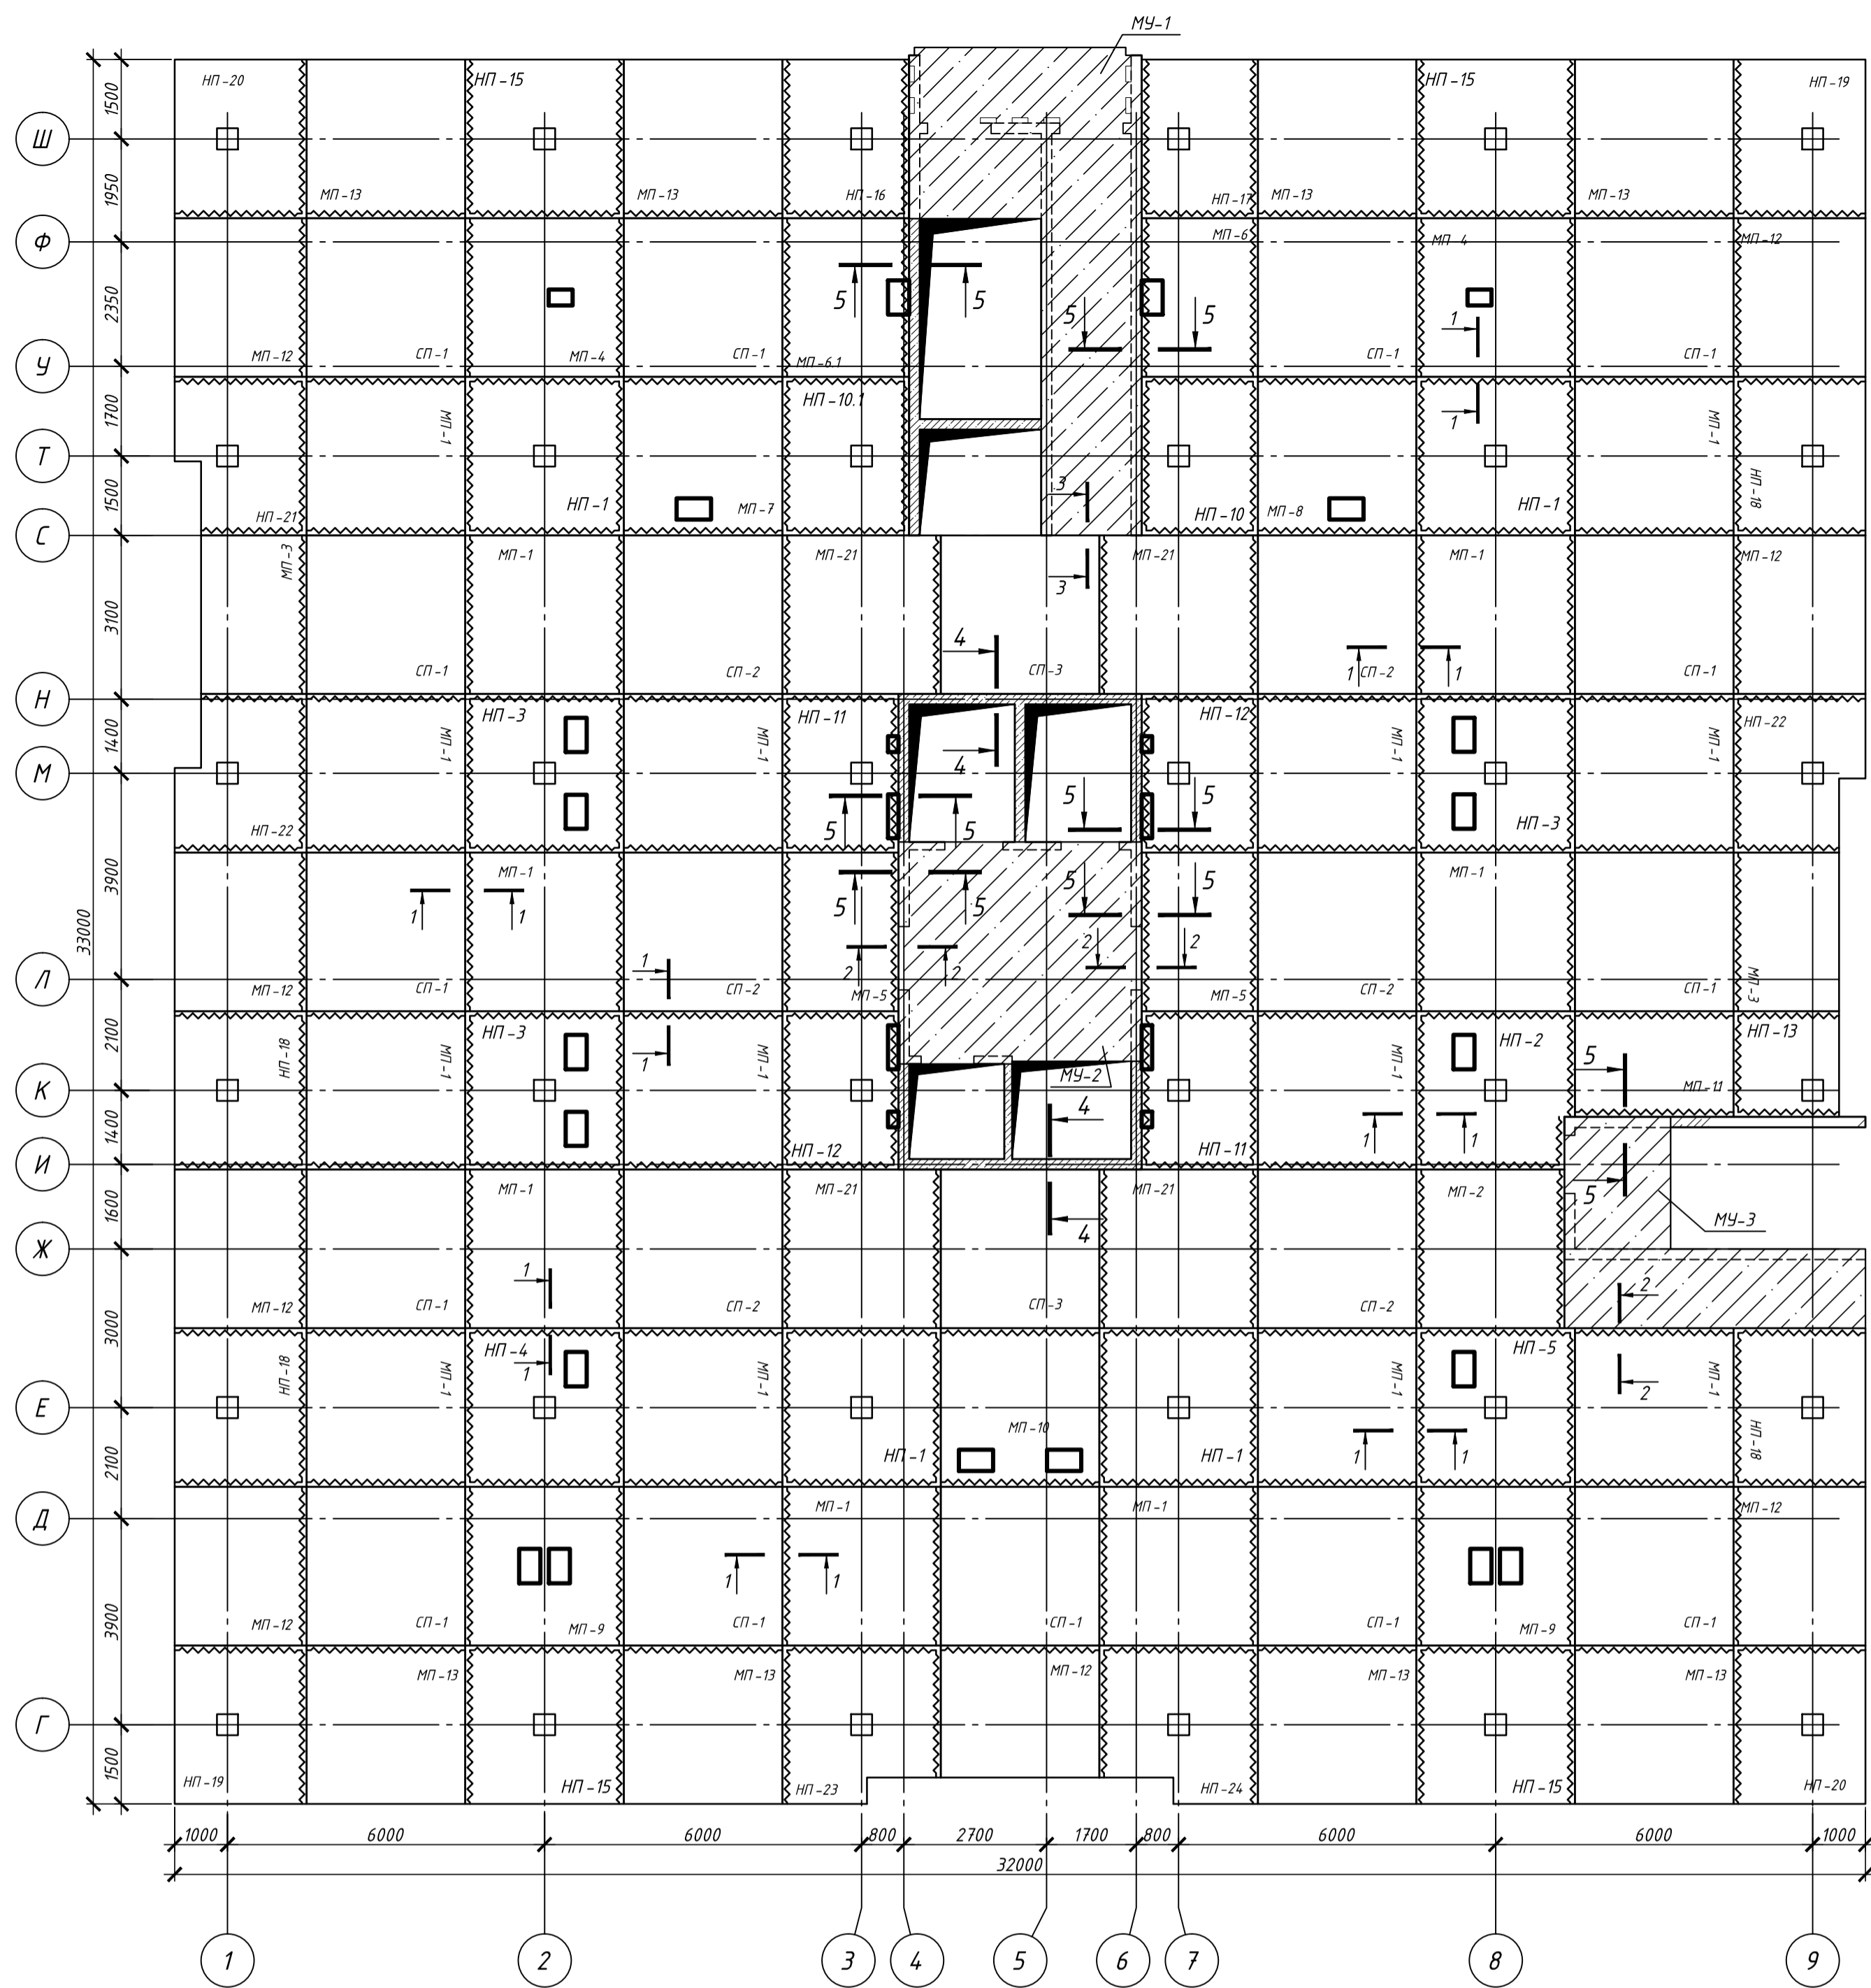 МУ-1
НП-20
НП-15
НП-15
НП-19
1500
Ш
МП-13
МП-13
НП-16
НП-17
МП-13
МП-13
1950
Ф
МП-6
МП-4
МП-12
2350
5
5
5
5
1
МП-12
СП-1
МП-4
СП-1
МП-6.1
СП-1
СП-1
У
НП-10.1
1
1700
МП-1
МП-1
Т
НП-21
НП-1
МП-7
3
НП-10
МП-8
НП-1
НП-18
1500
С
МП-3
МП-1
МП-21
3
МП-21
МП-1
МП-12
3100
4
СП-1
СП-2
СП-3
1
СП-2
1
СП-1
Н
НП-3
НП-11
НП-12
НП-22
1400
МП-1
МП-1
4
МП-1
МП-1
М
НП-22
5
5
5
5
НП-3
МП-1
МП-1
3900
33000
1
1
5
5
5
5
1
2
2
2
2
Л
МП-12
СП-1
СП-2
МП-5
МП-5
СП-2
СП-1
МП-3
НП-3
НП-2
НП-13
2100
НП-18
МП-1
1
МП-1
МП-1
5
К
МУ-2
МП-11
1400
4
1
1
НП-12
НП-11
И
МП-1
МП-21
МП-21
МП-2
5
1600
4
МУ-3
Ж
1
2
МП-12
СП-1
СП-2
СП-3
СП-2
3000
НП-4
НП-5
НП-18
МП-1
1
МП-1
МП-1
2
МП-1
Е
МП-10
НП-1
НП-1
1
1
НП-18
2100
МП-1
МП-1
МП-12
Д
1
1
3900
МП-12
СП-1
МП-9
СП-1
СП-1
СП-1
МП-9
СП-1
МП-13
МП-13
МП-12
МП-13
МП-13
Г
1500
НП-19
НП-15
НП-23
НП-24
НП-15
НП-20
1000
6000
6000
800
2700
1700
800
6000
6000
1000
32000
1
2
3
4
5
6
7
8
9